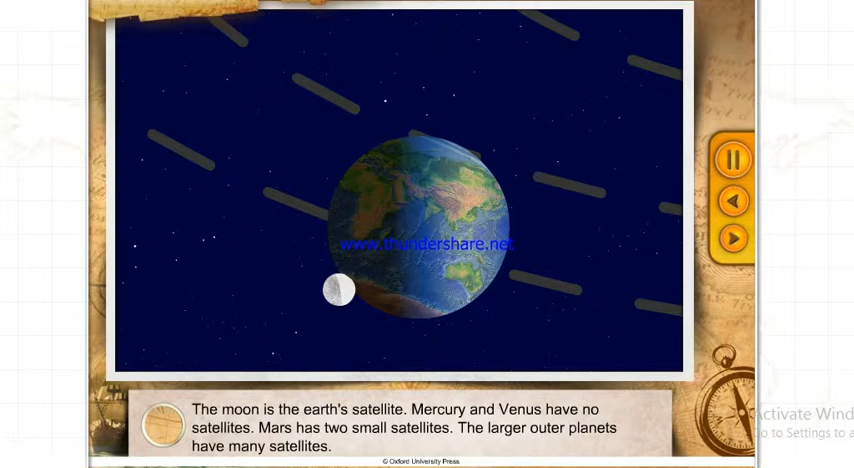 www.thundershare.net
The moon is the earth's satellite. Mercury and Venus have no
satellites. Mars has two small satellites. The larger outer planets
have many satellites.
Activate Wind
Go to Settings to a
© Oxford University Press